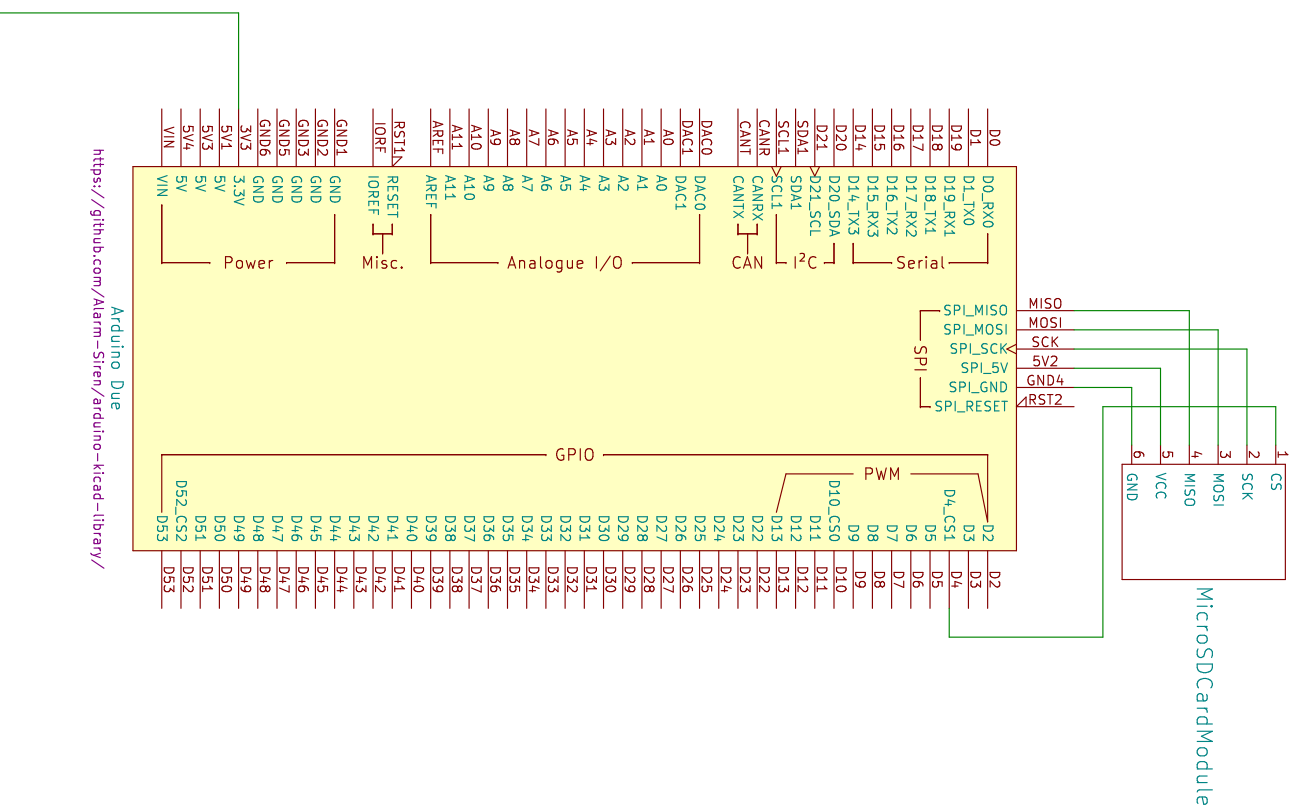 VIN
5V4
5V3
5V1
3V3
GND6
GND5
GND3
GND2
GND1
IORF
RST1
AREF
A11
A10
A9
A8
A7
A6
A5
A4
A3
A2
A1
A0
DAC1
DAC0
CANT
CANR
SCL1
SDA1
D21
D20
D14
D15
D16
D17
D18
D19
D1
D0
VIN
5V
5V
5V
3.3V
GND
GND
GND
GND
GND
IOREF
RESET
AREF
A11
A10
A9
A8
A7
A6
A5
A4
A3
A2
A1
A0
DAC1
DAC0
CANTX
CANRX
SCL1
SDA1
D21_SCL
D20_SDA
D14_TX3
D15_RX3
D16_TX2
D17_RX2
D18_TX1
D19_RX1
D1_TX0
D0_RX0
Power
Misc.
Analogue I/O
CAN
I²C
Serial
https://github.com/Alarm-Siren/arduino-kicad-library/
Arduino Due
SPI
SPI_MISO
SPI_MOSI
SPI_SCK
SPI_5V
SPI_GND
SPI_RESET
MISO
MOSI
SCK
5V2
GND4
RST2
6
5
4
3
2
1
GND
VCC
MISO
MOSI
SCK
CS
MicroSDCardModule
GPIO
PWM
D53
D52_CS2
D51
D50
D49
D48
D47
D46
D45
D44
D43
D42
D41
D40
D39
D38
D37
D36
D35
D34
D33
D32
D31
D30
D29
D28
D27
D26
D25
D24
D23
D22
D13
D12
D11
D10_CS0
D9
D8
D7
D6
D5
D4_CS1
D3
D2
D53
D52
D51
D50
D49
D48
D47
D46
D45
D44
D43
D42
D41
D40
D39
D38
D37
D36
D35
D34
D33
D32
D31
D30
D29
D28
D27
D26
D25
D24
D23
D22
D13
D12
D11
D10
D9
D8
D7
D6
D5
D4
D3
D2